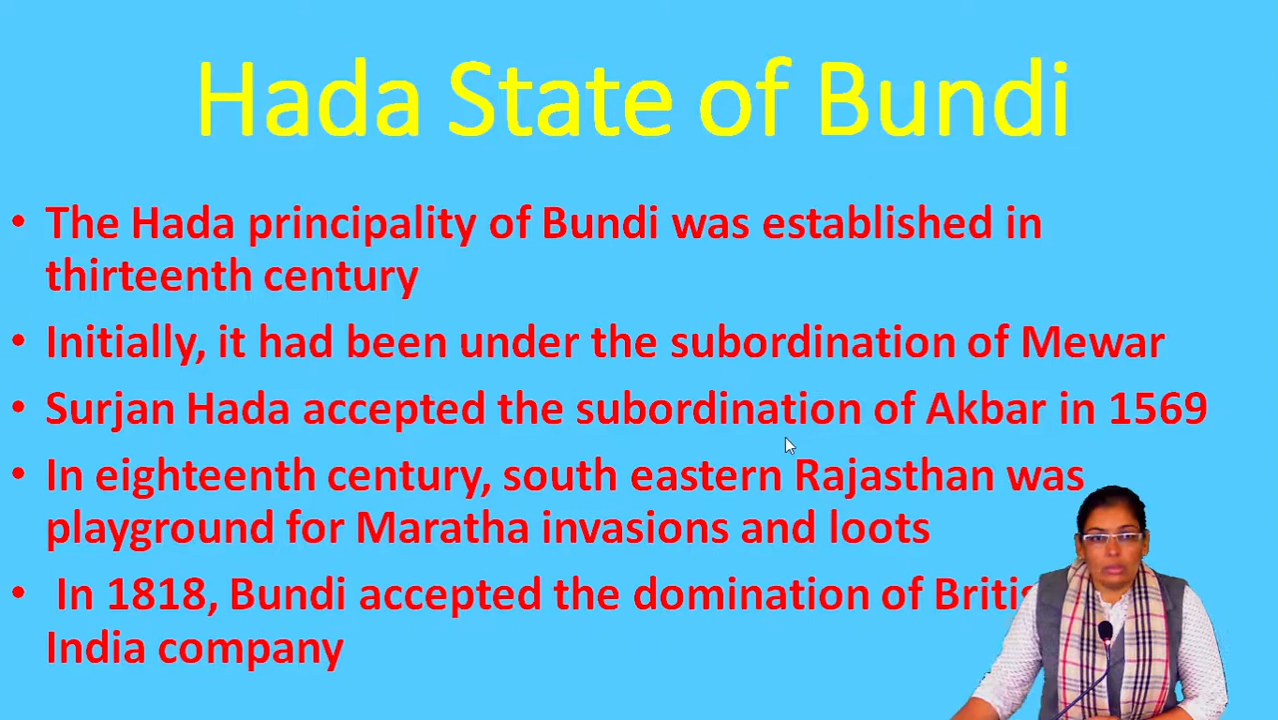 Hada State of Bundi
• The Hada principality of Bundi was established in
thirteenth century
• Initially, it had been under the subordination of Mewar
• Surjan Hada accepted the subordination of Akbar in 1569
• In eighteenth century, south eastern Rajasthan was
playground for Maratha invasions and loots
• In 1818, Bundi accepted the domination of
India company